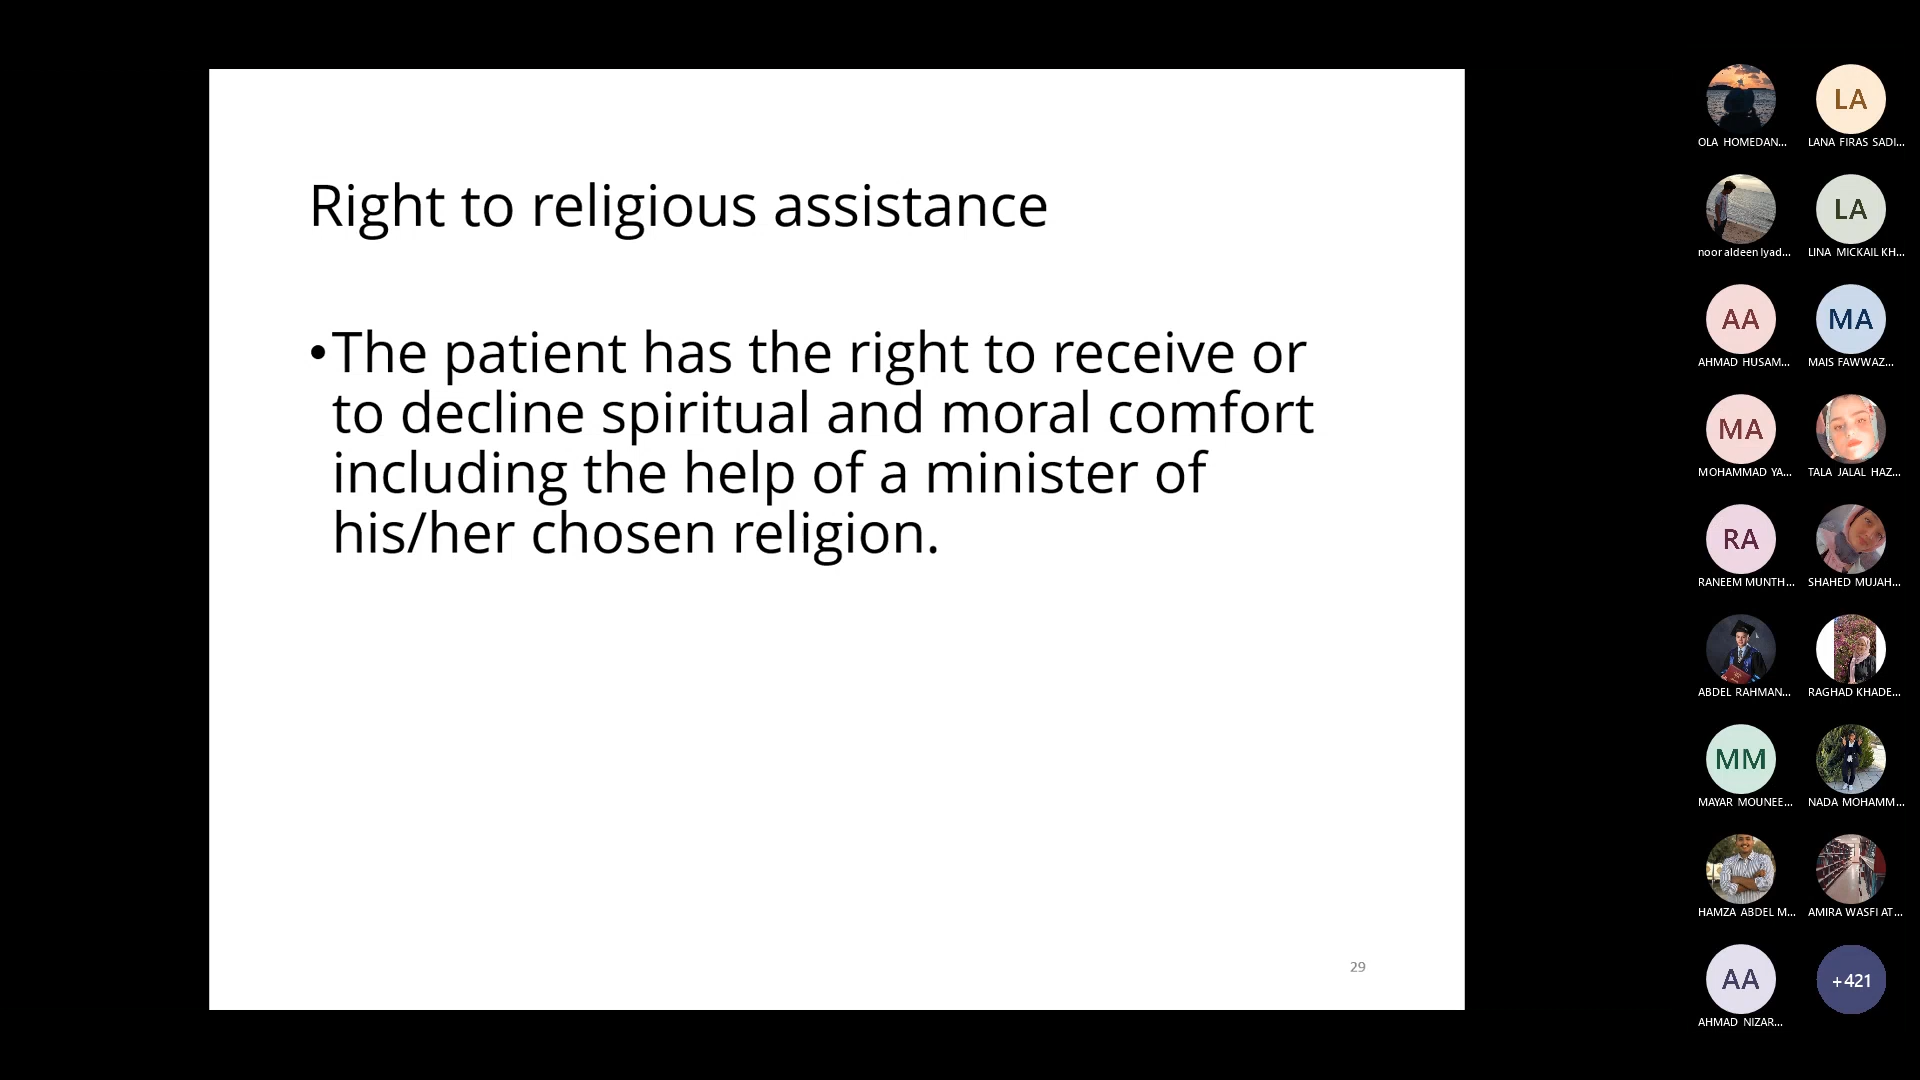 Right to religious assistance
•The patient has the right to receive or
to decline spiritual and moral comfort
including the help of a minister of
his/her chosen religion.
29
LA
OLA HOMEDAN...
LANA FIRAS SADI...
LA
noor aldeen Iyad...
LINA MICKAIL KH...
AA
MA
AHMAD HUSAM...
MAIS FAWWAZ...
MA
MOHAMMAD YA...
TALA JALAL HAZ...
RA
RANEEM MUNTH...
SHAHED MUJAH...
ABDEL RAHMAN...
RAGHAD KHADE...
MM
MAYAR MOUNEE...
NADA MOHAMM...
HAMZA ABDEL M...
AMIRA WASFI AT...
AA
+421
AHMAD NIZAR...